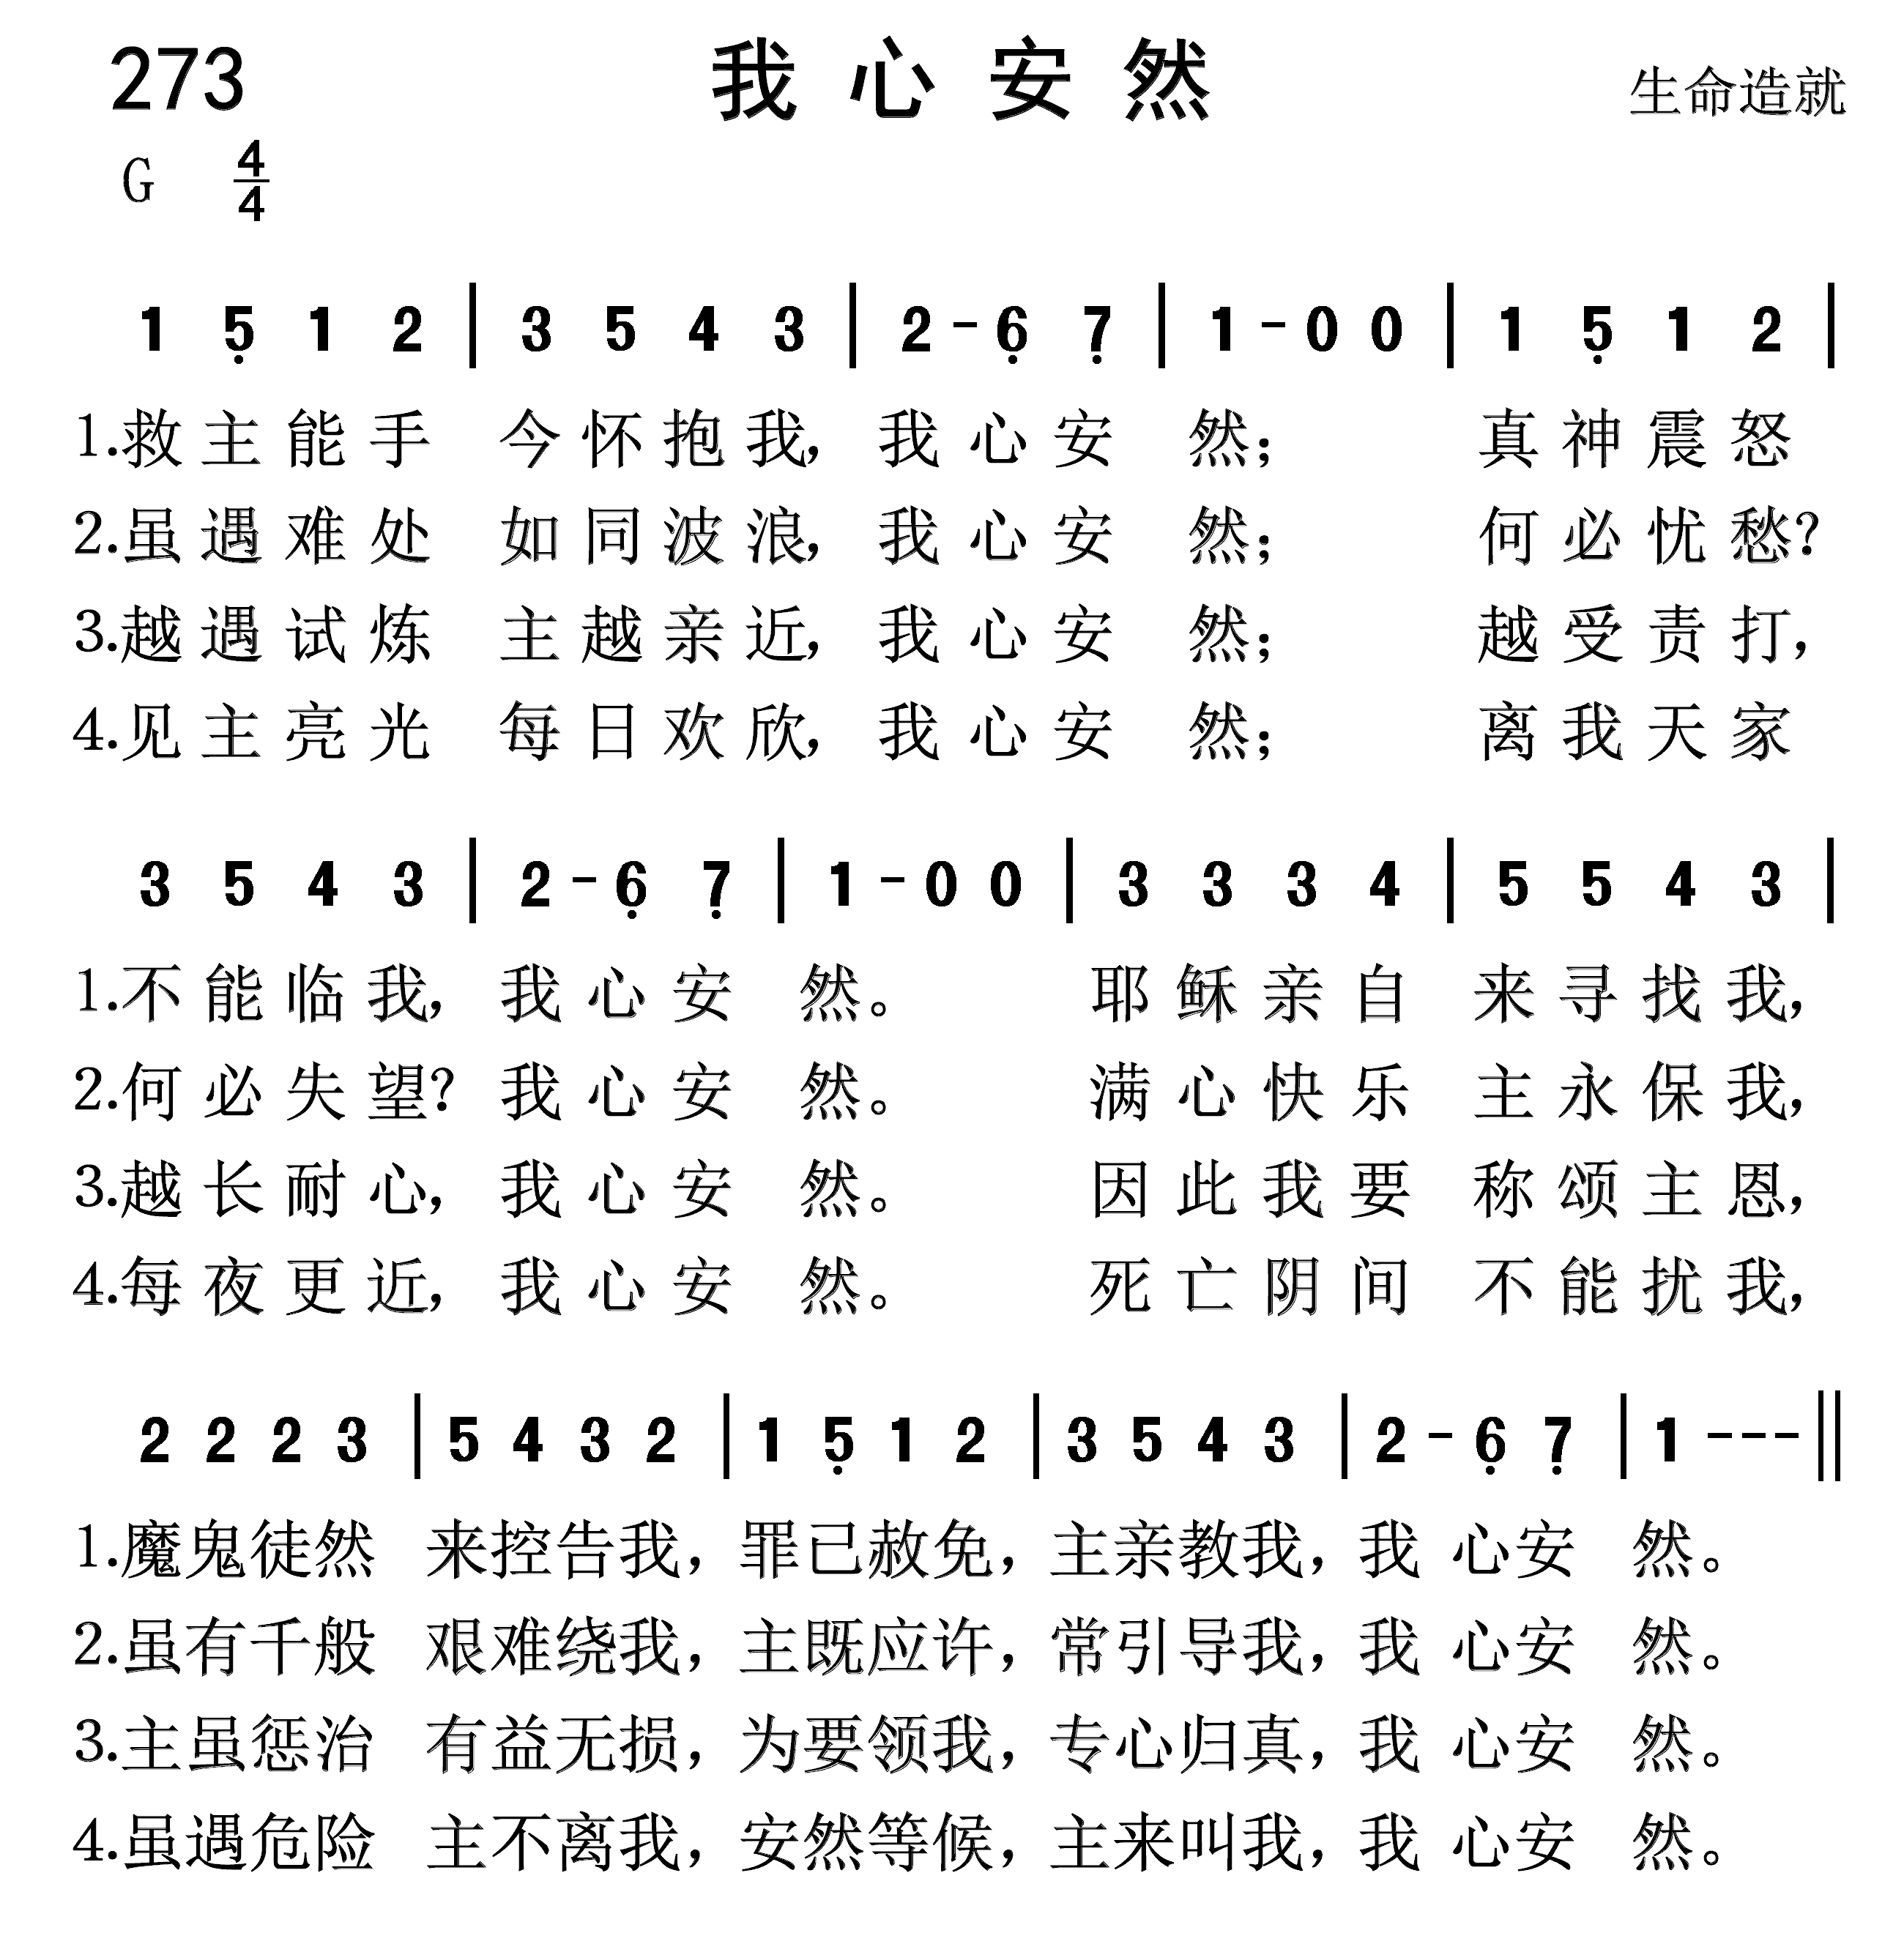 273 我心安然 生命造就
G 4/4
1 5̣ 1 2 | 3 5 4 3 | 2 - 6̣ 7̣ | 1 - 0 0 | 1 5̣ 1 2 |
1.救主能手 今怀抱我，我心安 然； 真神震怒
2.虽遇难处 如同波浪，我心安 然； 何必忧愁？
3.越遇试炼 主越亲近，我心安 然； 越受责打，
4.见主亮光 每日欢欣，我心安 然； 离我天家
3 5 4 3 | 2 - 6̣ 7̣ | 1 - 0 0 | 3 3 3 4 | 5 5 4 3 |
1.不能临我，我心安 然。 耶稣亲自 来寻找我，
2.何必失望？我心安 然。 满心快乐 主永保我，
3.越长耐心，我心安 然。 因此我要 称颂主恩，
4.每夜更近，我心安 然。 死亡阴间 不能扰我，
2 2 2 3 | 5 4 3 2 | 1 5̣ 1 2 | 3 5 4 3 | 2 - 6̣ 7̣ | 1 - - - ‖
1.魔鬼徒然 来控告我，罪已赦免，主亲教我，我 心安 然。
2.虽有千般 艰难绕我，主既应许，常引导我，我 心安 然。
3.主虽惩治 有益无损，为要领我，专心归真，我 心安 然。
4.虽遇危险 主不离我，安然等候，主来叫我，我 心安 然。